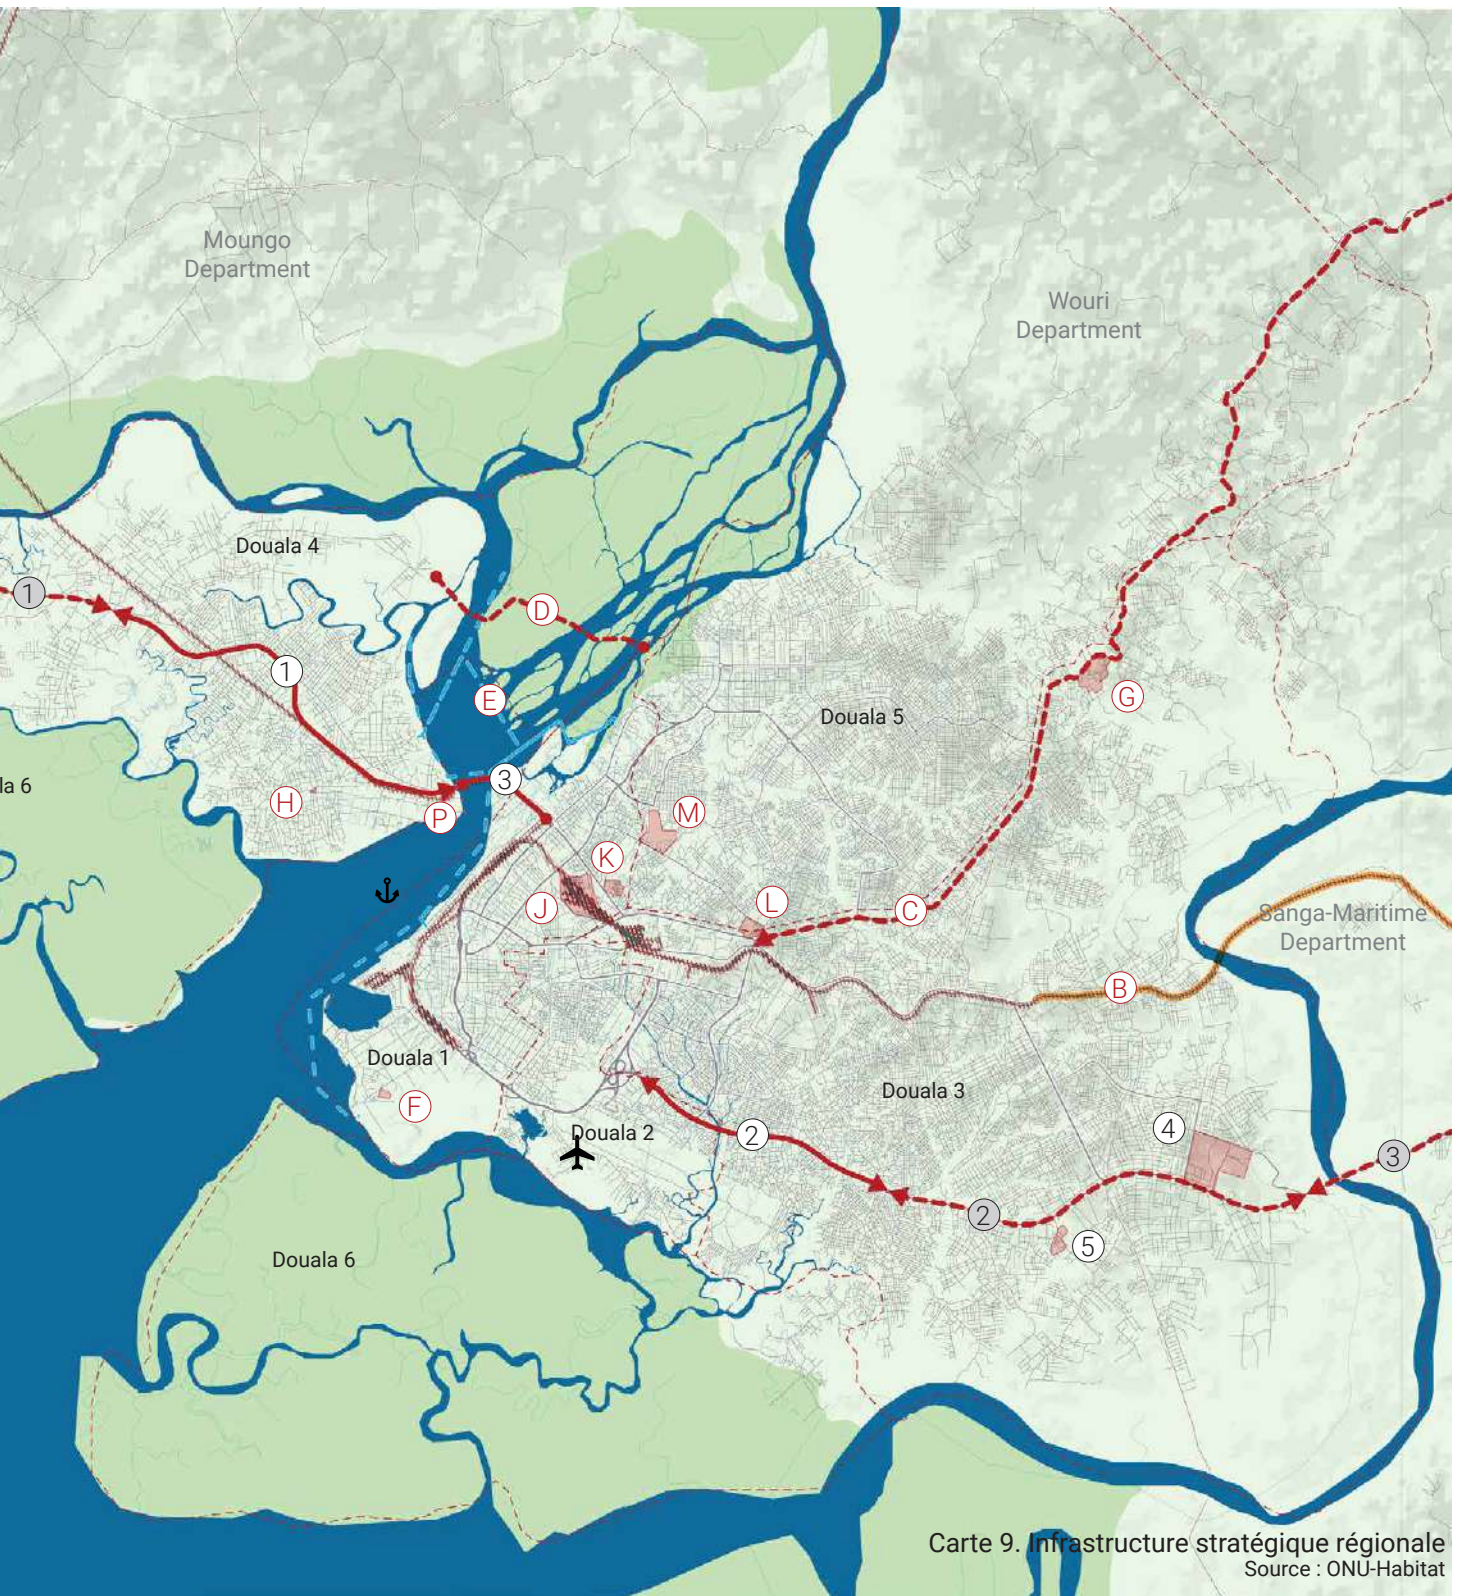 Moungo
Department
Wouri
Department
Douala 4
1
D
1
E
G
Douala 5
3
la 6
H
P
M
K
L
J
C
Sanga-Maritime
Department
B
Douala 1
Douala 3
F
Douala 2
2
4
3
2
5
Douala 6
Carte 9. Infrastructure stratégique régionale
Source : ONU-Habitat